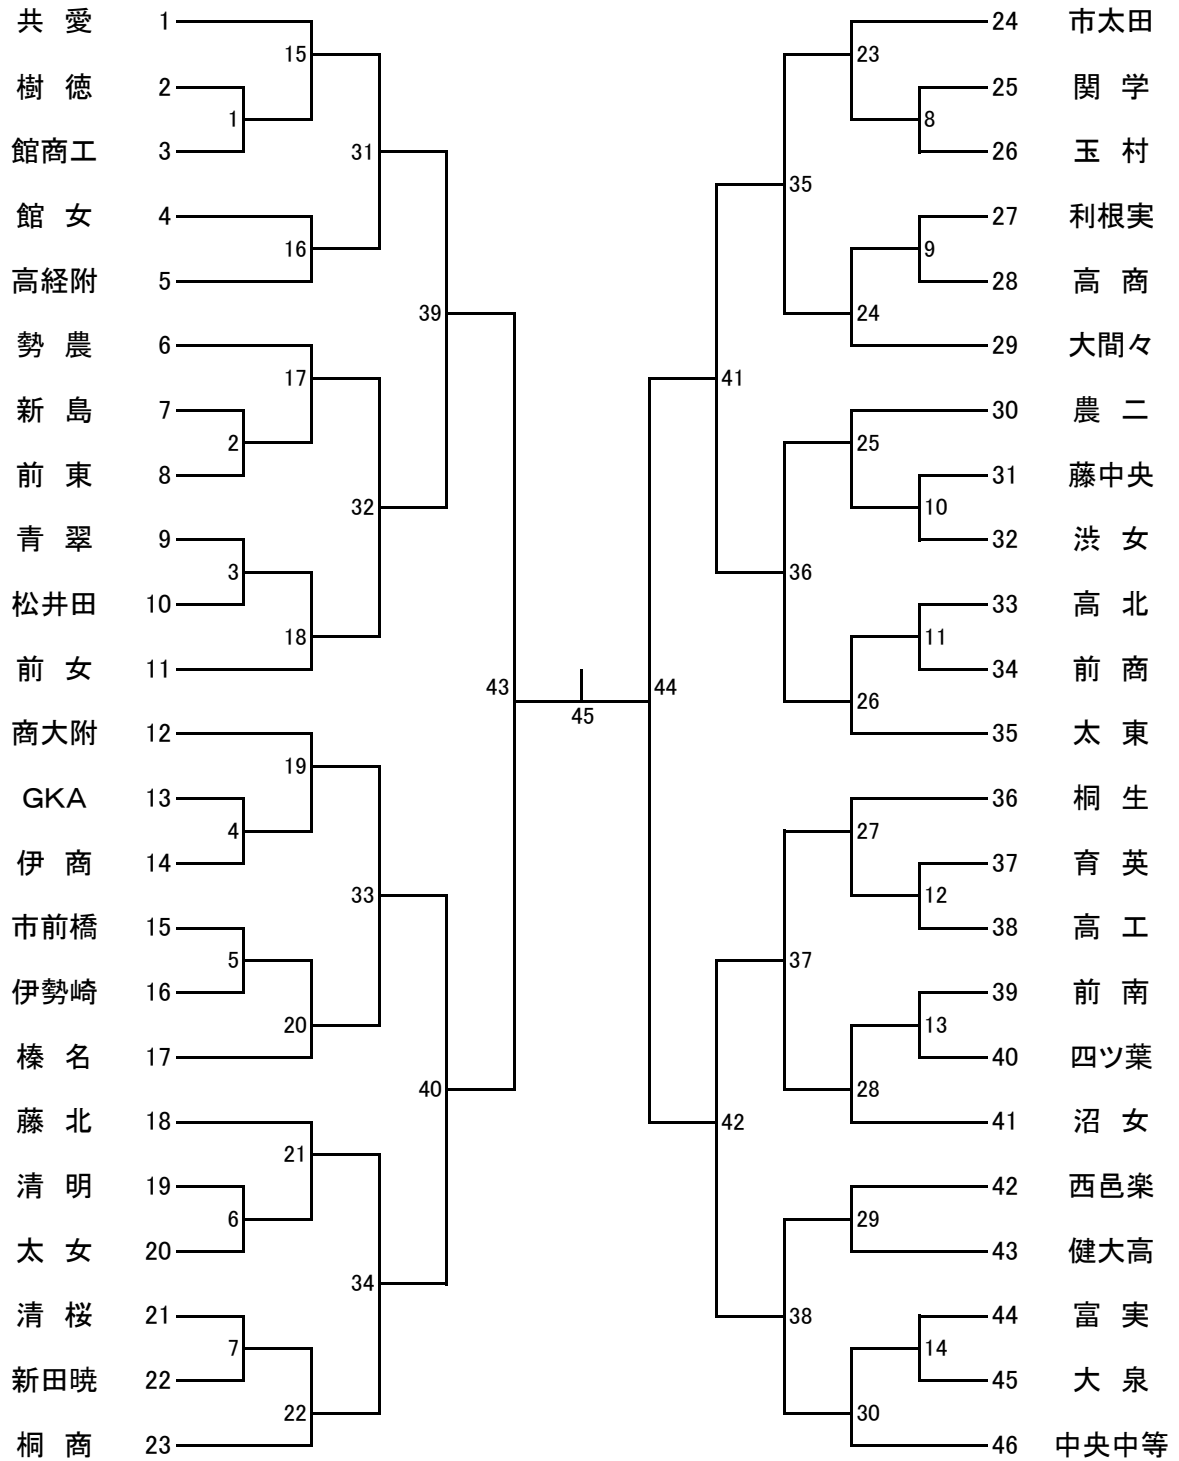 共 愛 1
15
樹 徳 2
1
館商工 3
31
館 女 4
16
高経附 5
39
勢 農 6
17
新 島 7
2
前 東 8
32
青 翠 9
3
松井田 10
18
前 女 11
43
商大附 12
19
GKA 13
4
伊 商 14
33
市前橋 15
5
伊勢崎 16
20
榛 名 17
40
藤 北 18
21
清 明 19
6
太 女 20
34
清 桜 21
7
新田暁 22
22
桐 商 23
45
24 市太田
23
25 関 学
8
26 玉 村
35
27 利根実
9
28 高 商
24
29 大間々
41
30 農 二
25
31 藤中央
10
32 渋 女
36
33 高 北
11
34 前 商
26
35 太 東
44
36 桐 生
27
37 育 英
12
38 高 工
37
39 前 南
13
40 四ツ葉
28
41 沼 女
42
42 西邑楽
29
43 健大高
38
44 富 実
14
45 大 泉
30
46 中央中等